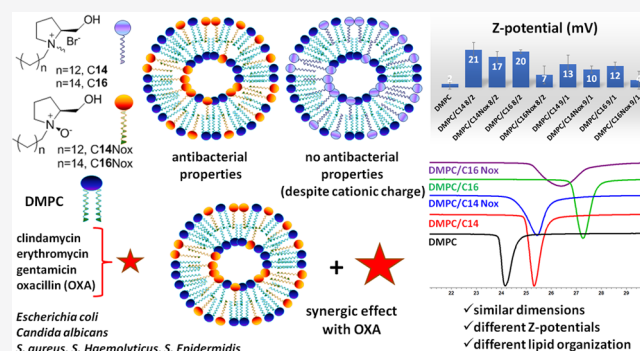 OH
N
+
Br-
n
n=12, C14
n=14, C16
OH
N
+
O-
n
n=12, C14Nox
n=14, C16Nox
DMPC
clindamycin
erythromycin
gentamicin
oxacillin (OXA)
Escherichia coli
Candida albicans
S. aureus, S. Haemolyticus, S. Epidermidis
antibacterial
properties
no antibacterial
properties
(despite cationic charge)
+
synergic effect
with OXA
Z-potential (mV)
21
17
20
7
13
10
12
DMPC
DMPC/C14 8/2
DMPC/C14Nox 8/2
DMPC/C16 8/2
DMPC/C16Nox 8/2
DMPC/C14 9/1
DMPC/C14Nox 9/1
DMPC/C16 9/1
DMPC/C16Nox 9/1
DMPC/C16 Nox
DMPC/C16
DMPC/C14 Nox
DMPC/C14
DMPC
22 23 24 25 26 27 28 29
✓similar dimensions
✓different Z-potentials
✓different lipid organization